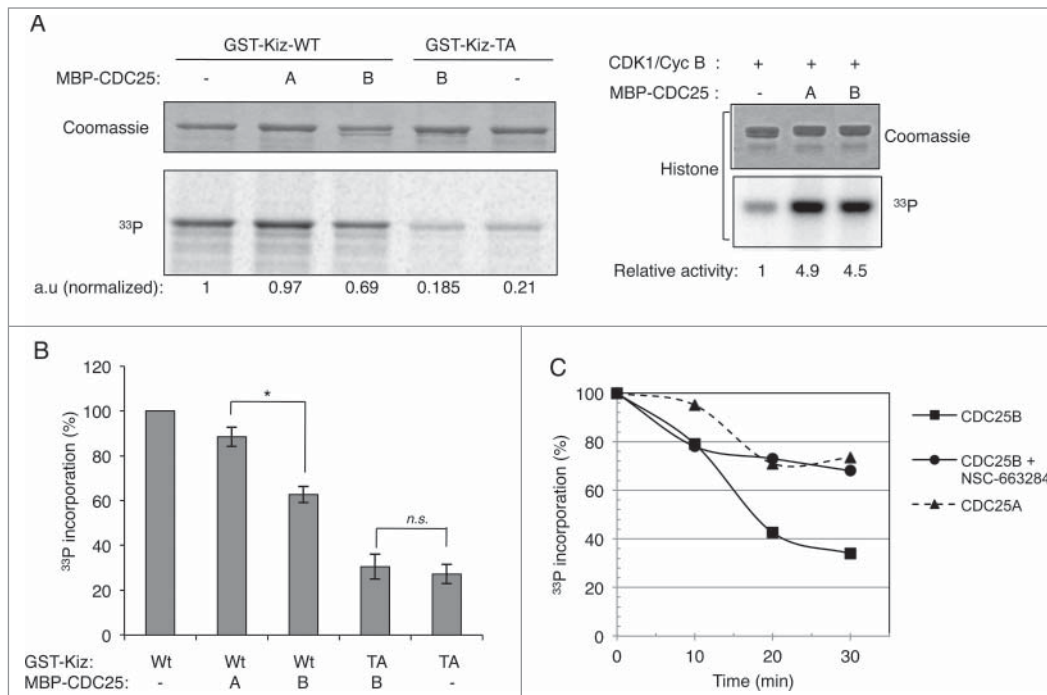 A
GST-Kiz-WT GST-Kiz-TA
MBP-CDC25: - A B B -
Coomassie
33P
a.u (normalized): 1 0.97 0.69 0.185 0.21
CDK1/Cyc B : + + +
MBP-CDC25 : - A B
Coomassie
Histone
33P
Relative activity: 1 4.9 4.5
B
120
100
80
60
40
20
0
33P incorporation (%)
*
n.s.
GST-Kiz: Wt Wt Wt TA TA
MBP-CDC25: - A B B -
C
100
80
60
40
20
0
33P incorporation (%)
0 10 20 30
Time (min)
CDC25B
CDC25B +
NSC-663284
CDC25A